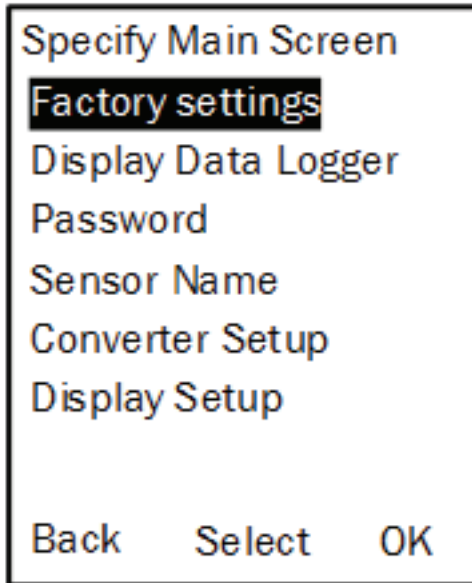 Specify Main Screen
Factory settings
Display Data Logger
Password
Sensor Name
Converter Setup
Display Setup
Back Select OK